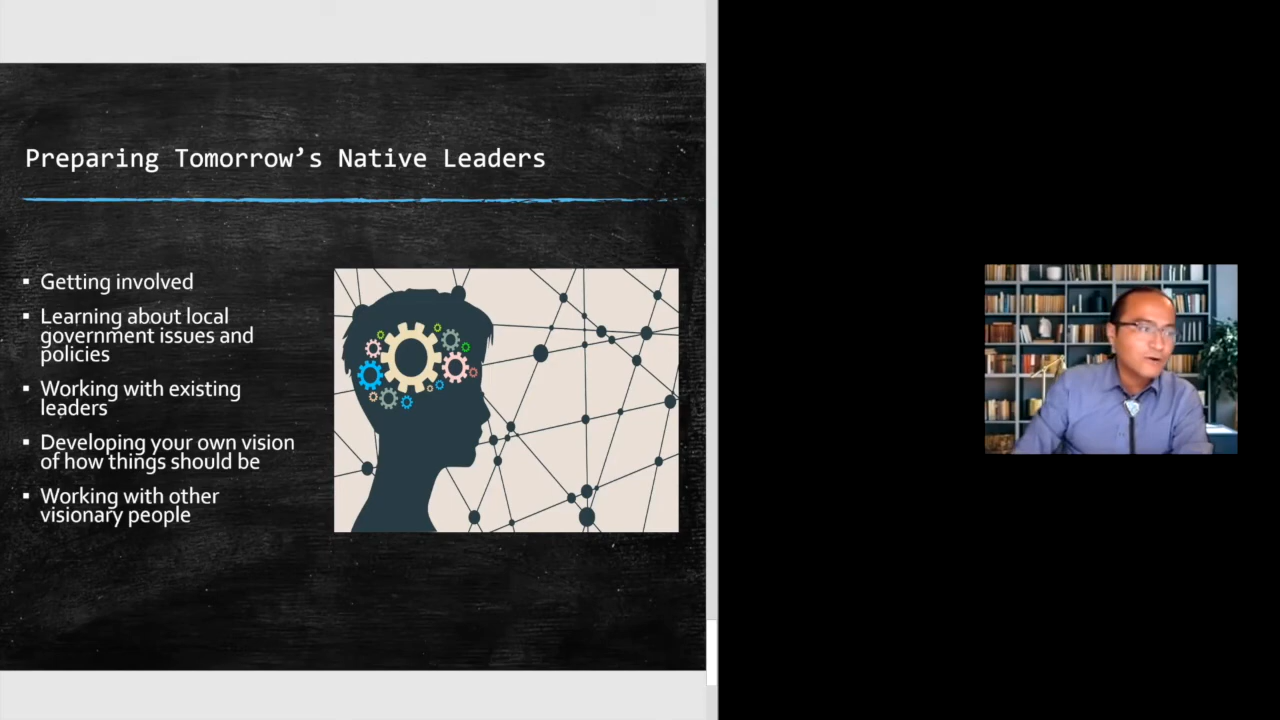 Preparing Tomorrow’s Native Leaders
▪ Getting involved
▪ Learning about local
government issues and
policies
▪ Working with existing
leaders
▪ Developing your own vision
of how things should be
▪ Working with other
visionary people